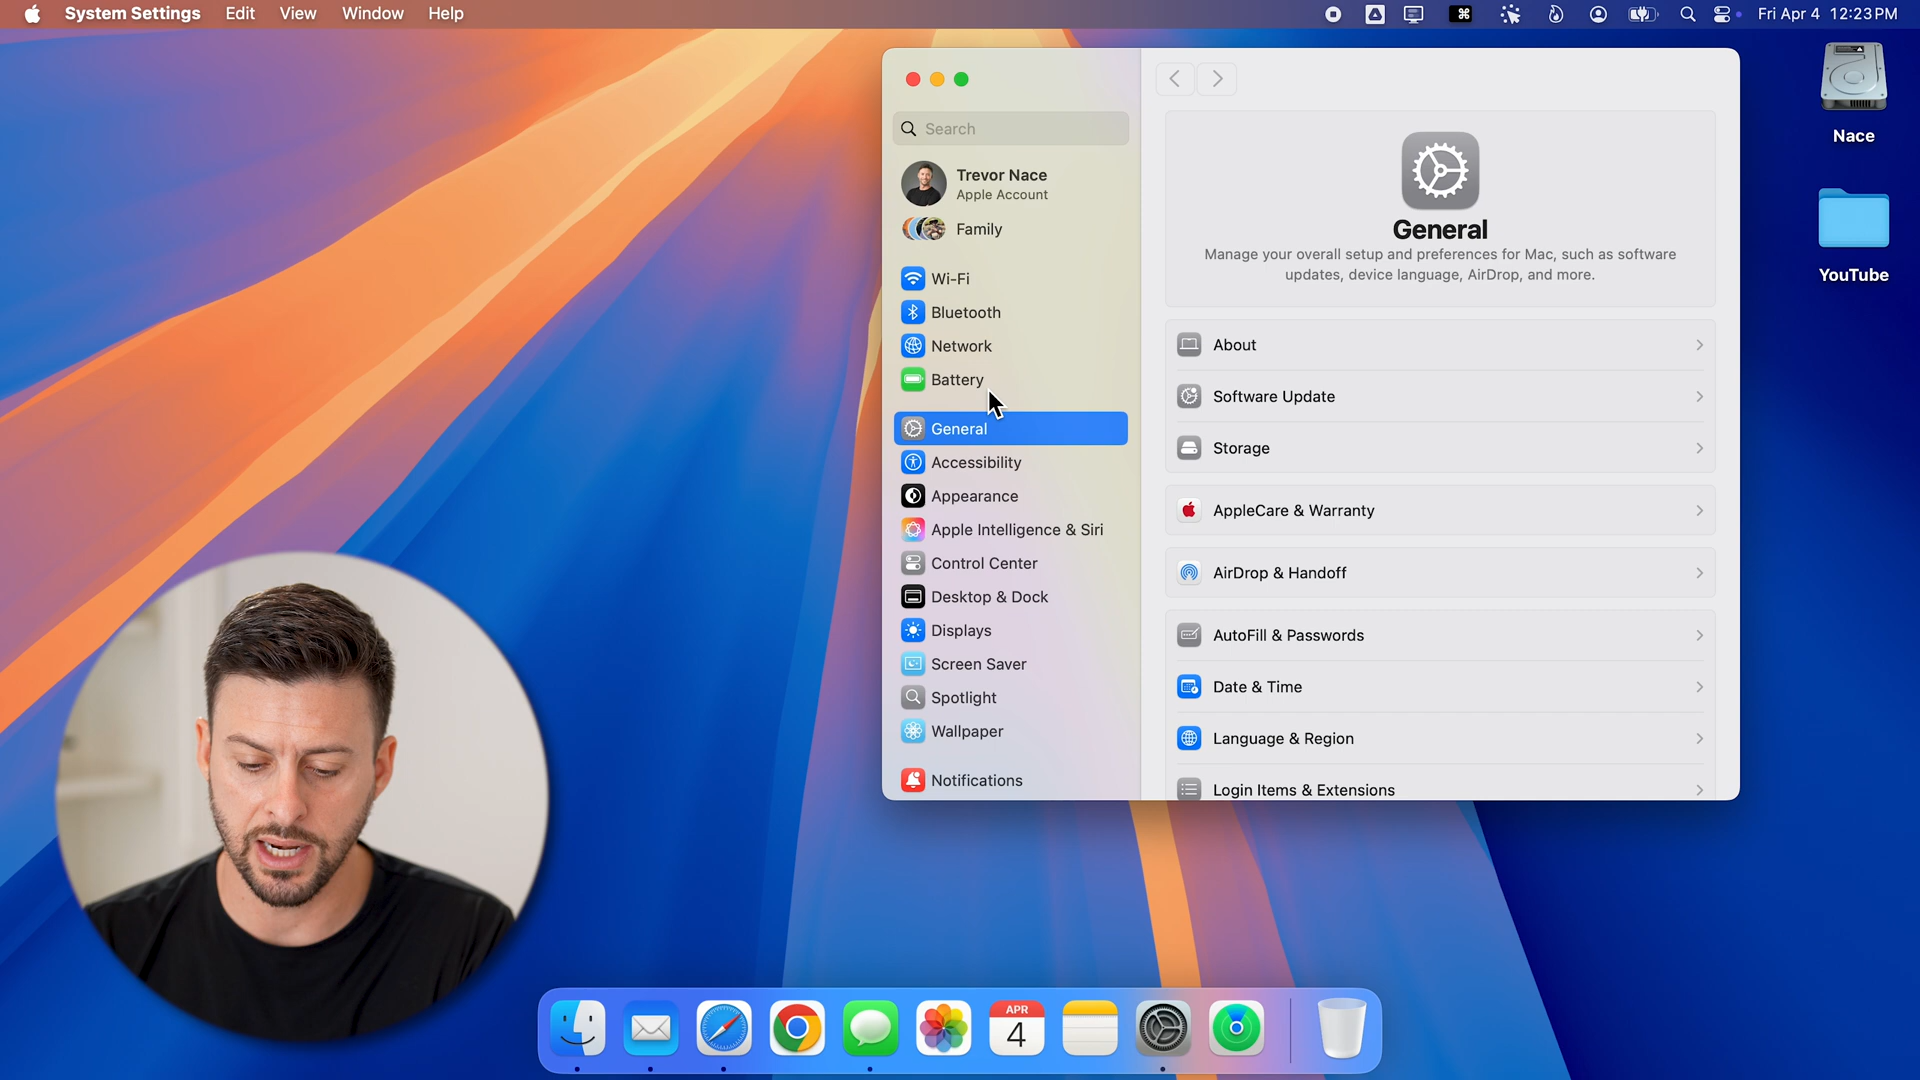 System Settings Edit View Window Help
Fri Apr 4 12:23 PM
Nace
YouTube
Search
Trevor Nace
Apple Account
Family
Wi-Fi
Bluetooth
Network
Battery
General
Accessibility
Appearance
Apple Intelligence & Siri
Control Center
Desktop & Dock
Displays
Screen Saver
Spotlight
Wallpaper
Notifications
General
Manage your overall setup and preferences for Mac, such as software
updates, device language, AirDrop, and more.
About
Software Update
Storage
AppleCare & Warranty
AirDrop & Handoff
AutoFill & Passwords
Date & Time
Language & Region
Login Items & Extensions
APR
4